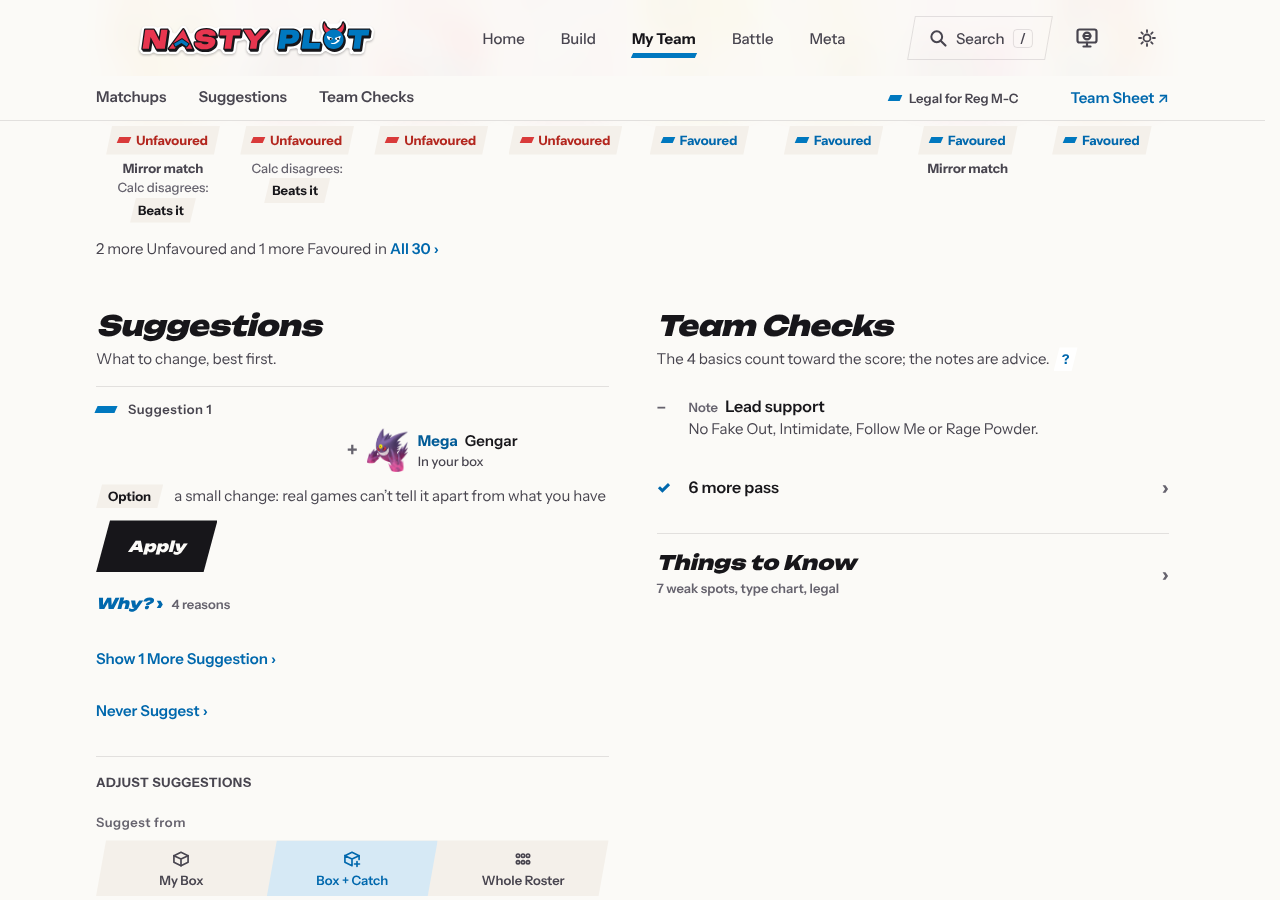 NASTY PLOT
Home
Build
My Team
Battle
Meta
Search /
Matchups
Suggestions
Team Checks
Legal for Reg M-C
Team Sheet ↗
Unfavoured
Unfavoured
Unfavoured
Unfavoured
Favoured
Favoured
Favoured
Favoured
Mirror match
Calc disagrees:
Beats it
Calc disagrees:
Beats it
Mirror match
2 more Unfavoured and 1 more Favoured in All 30 ›
Suggestions
What to change, best first.
Suggestion 1
+
Mega Gengar
In your box
Option
a small change: real games can’t tell it apart from what you have
Apply
Why? › 4 reasons
Show 1 More Suggestion ›
Never Suggest ›
ADJUST SUGGESTIONS
Suggest from
My Box
Box + Catch
Whole Roster
Team Checks
The 4 basics count toward the score; the notes are advice. ?
– Note Lead support
No Fake Out, Intimidate, Follow Me or Rage Powder.
6 more pass ›
Things to Know
7 weak spots, type chart, legal ›